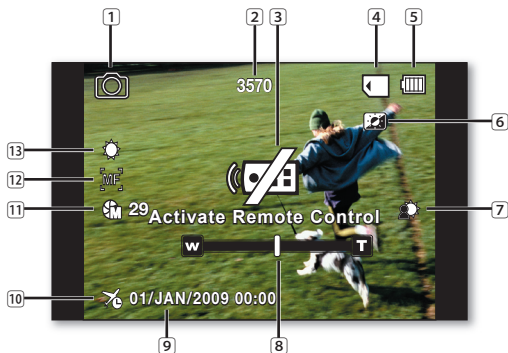 1 2 3 4 5
3570
6
13
12 MF
11 M 29 Activate Remote Control 7
W T
10 01/JAN/2009 00:00
9 8